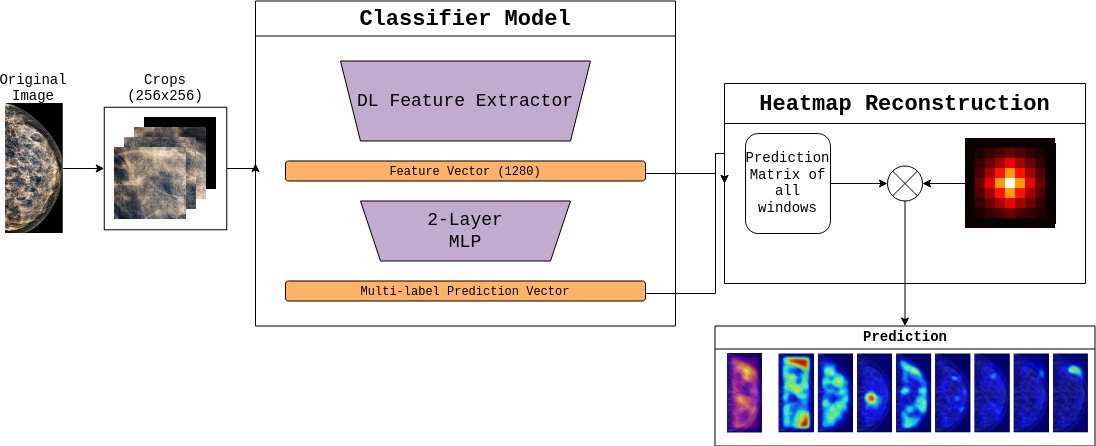 Classifier Model
Original
Image
Crops
(256x256)
DL Feature Extractor
Feature Vector (1280)
2-Layer
MLP
Multi-label Prediction Vector
Heatmap Reconstruction
Prediction
Matrix of
all
windows
Prediction